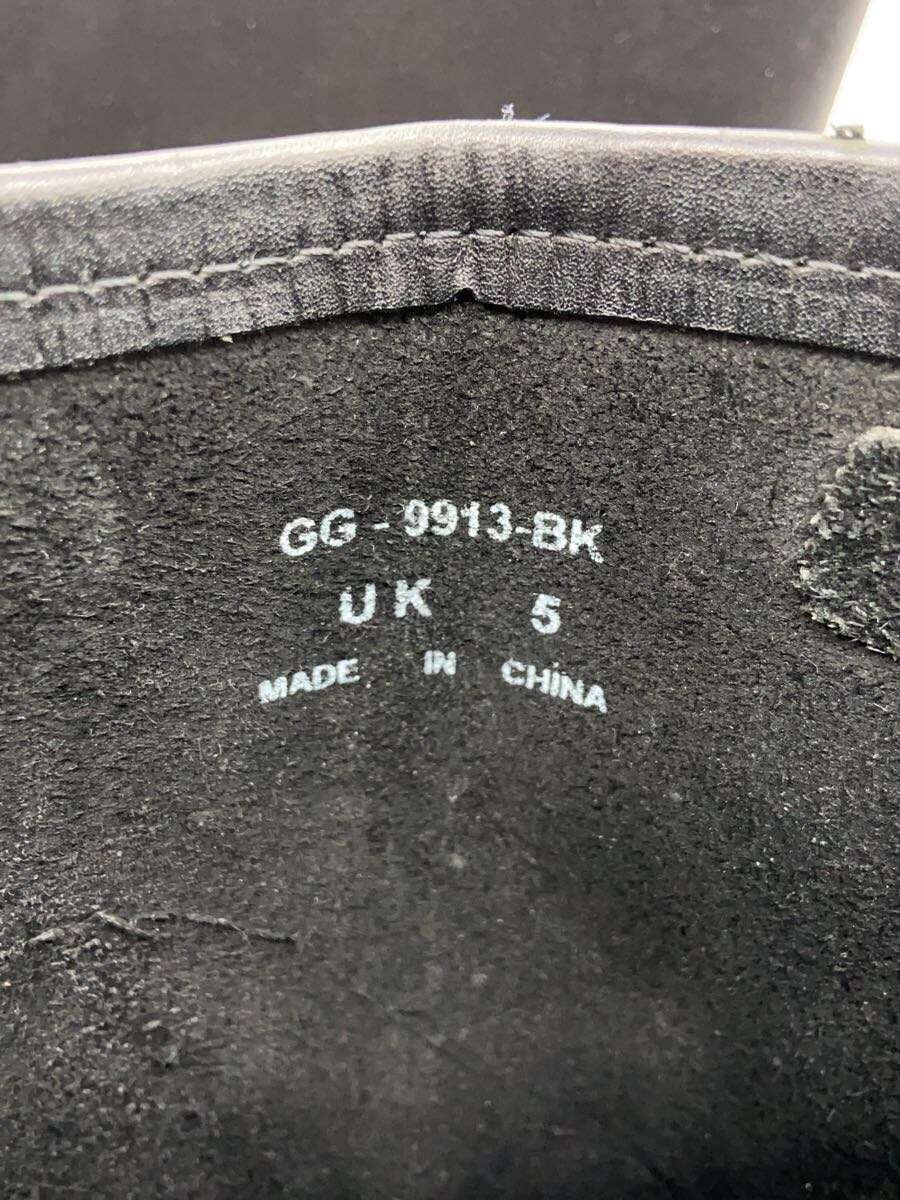 GG - 9913-BK
UK 5
MADE IN CHINA